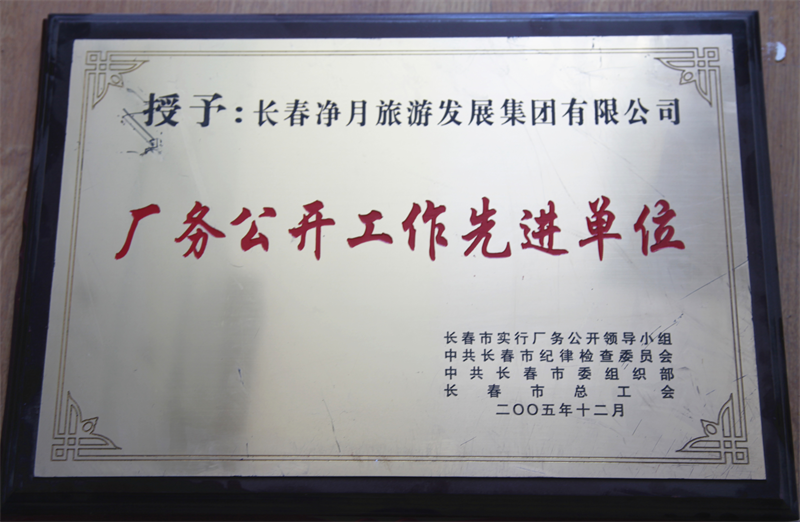 授予:长春净月旅游发展集团有限公司
厂务公开工作先进单位
长春市实行厂务公开领导小组
中共长春市纪律检查委员会
中共长春市委组织部
长春市总工会
二〇〇五年十二月